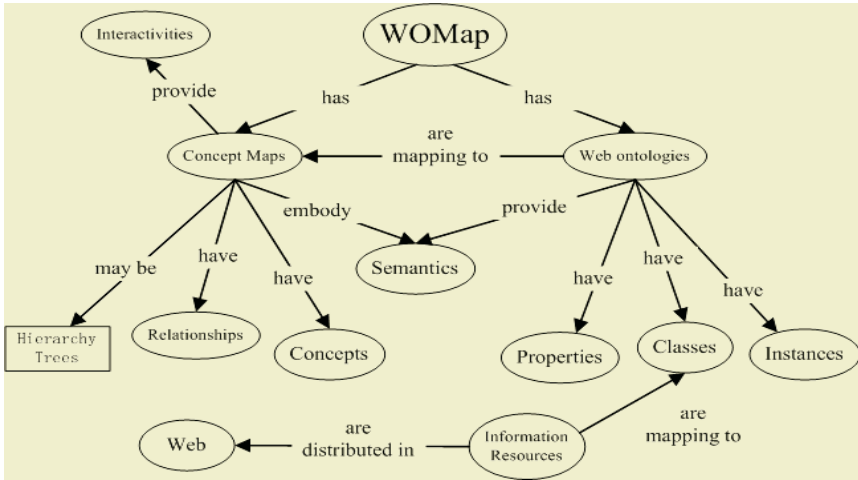 Interactivities
WOMap
provide
has
has
are
mapping to
Concept Maps
Web ontologies
embody
provide
Semantics
may be
have
have
have
have
have
Hierarchy
Trees
Relationships
Concepts
Properties
Classes
Instances
are
distributed in
Web
Information
Resources
are
mapping to